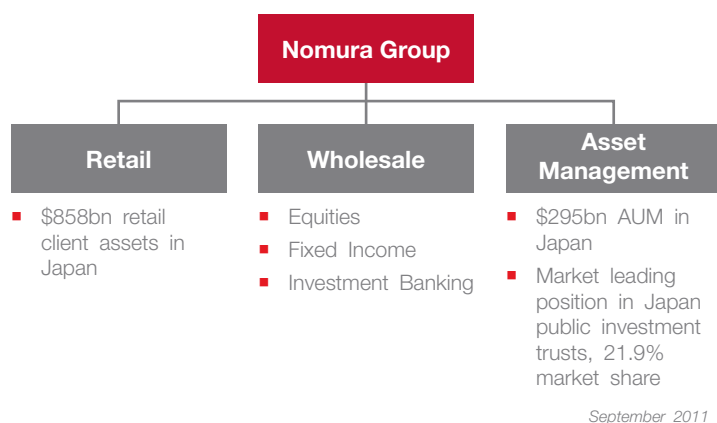 Nomura Group
Retail
$858bn retail
client assets in
Japan
Wholesale
Equities
Fixed Income
Investment Banking
Asset
Management
$295bn AUM in
Japan
Market leading
position in Japan
public investment
trusts, 21.9%
market share
September 2011